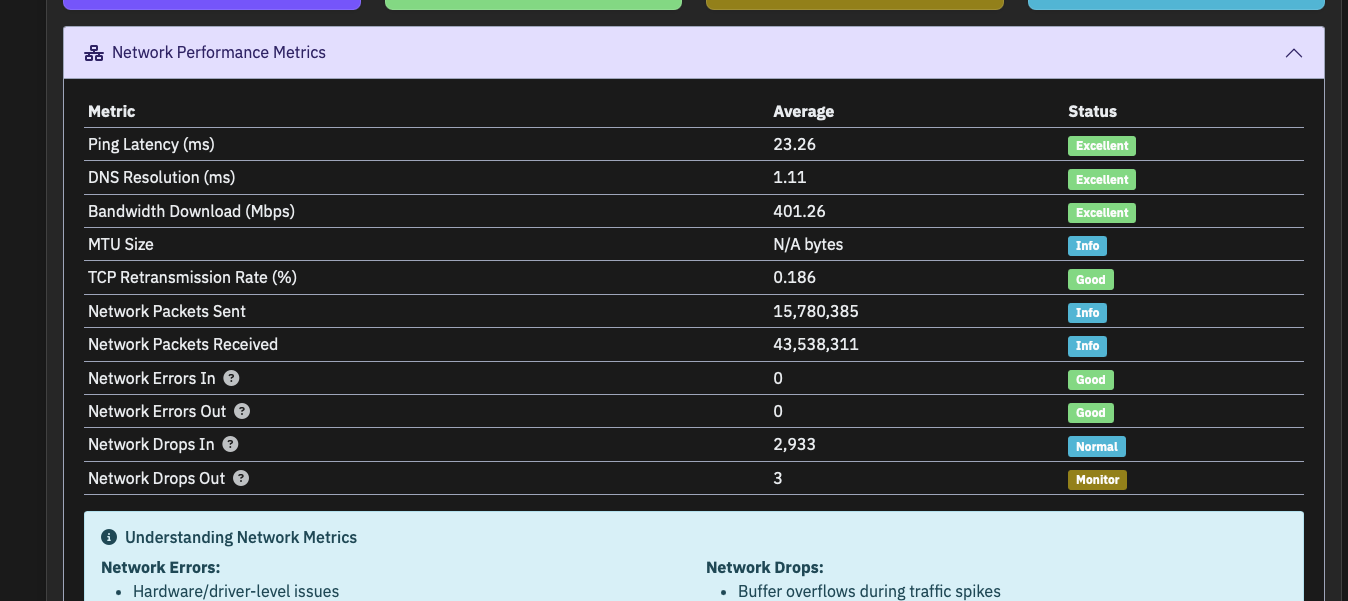 Network Performance Metrics
Metric Average Status
Ping Latency (ms) 23.26 Excellent
DNS Resolution (ms) 1.11 Excellent
Bandwidth Download (Mbps) 401.26 Excellent
MTU Size N/A bytes Info
TCP Retransmission Rate (%) 0.186 Good
Network Packets Sent 15,780,385 Info
Network Packets Received 43,538,311 Info
Network Errors In ? 0 Good
Network Errors Out ? 0 Good
Network Drops In ? 2,933 Normal
Network Drops Out ? 3 Monitor
Understanding Network Metrics
Network Errors:
• Hardware/driver-level issues
Network Drops:
• Buffer overflows during traffic spikes